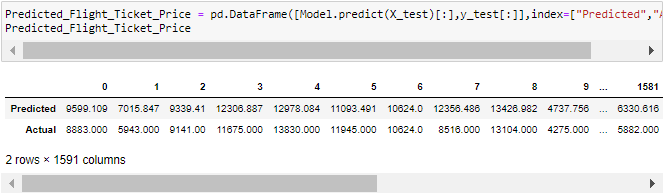 Predicted_Flight_Ticket_Price = pd.DataFrame([Model.predict(X_test)[:],y_test[:]],index=["Predicted","A
Predicted_Flight_Ticket_Price
0 1 2 3 4 5 6 7 8 9 ... 1581
Predicted 9599.109 7015.847 9339.41 12306.887 12978.084 11093.491 10624.0 12356.486 13426.982 4737.756 ... 6330.616
Actual 8883.000 5943.000 9141.00 11675.000 13830.000 11945.000 10624.0 8516.000 13104.000 4275.000 ... 5882.000
2 rows × 1591 columns